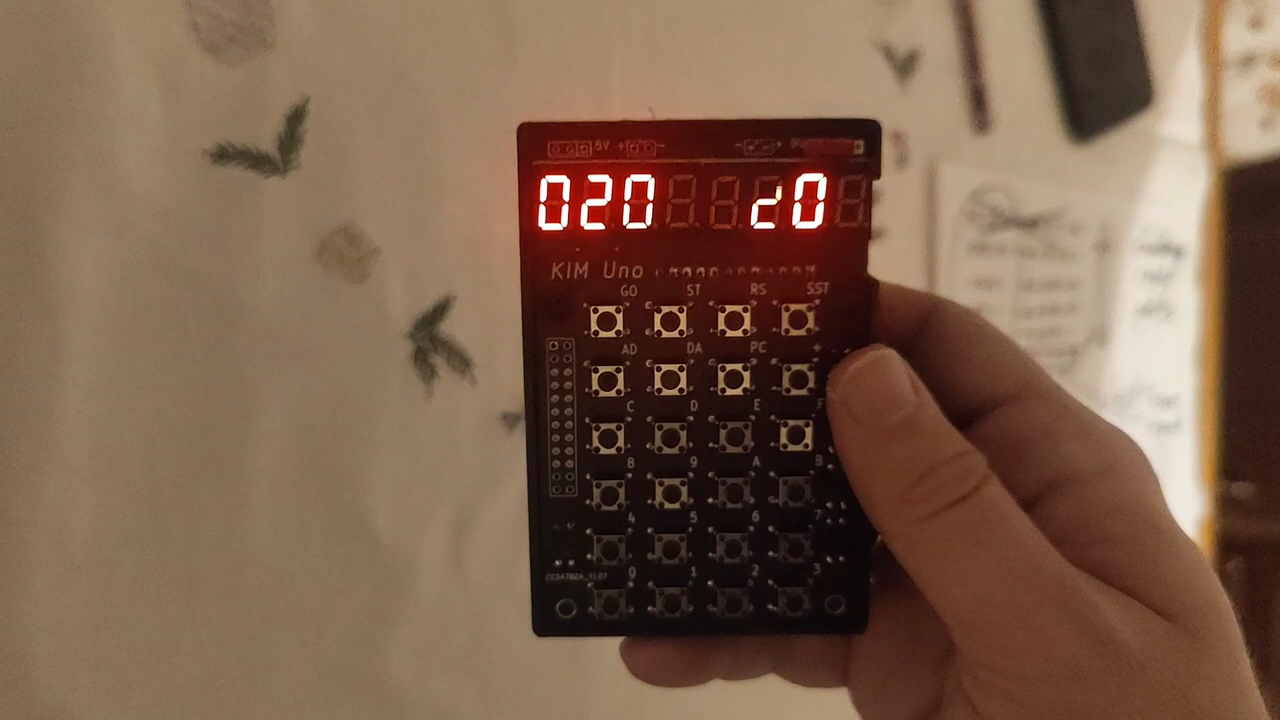 5V + -
020 c0
KIM Uno
GO ST RS SST
AD DA PC +
C D E F
8 9 A B
4 5 6 7
0 1 2 3